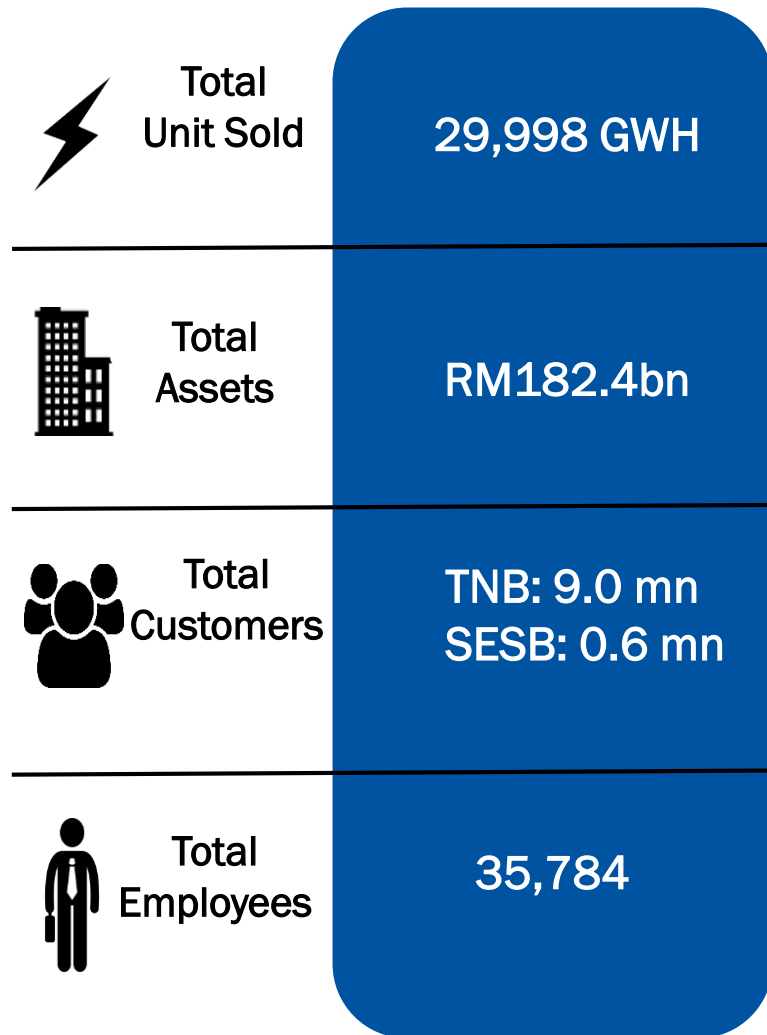 Total
Unit Sold
29,998 GWH
Total
Assets
RM182.4bn
Total
Customers
TNB: 9.0 mn
SESB: 0.6 mn
Total
Employees
35,784